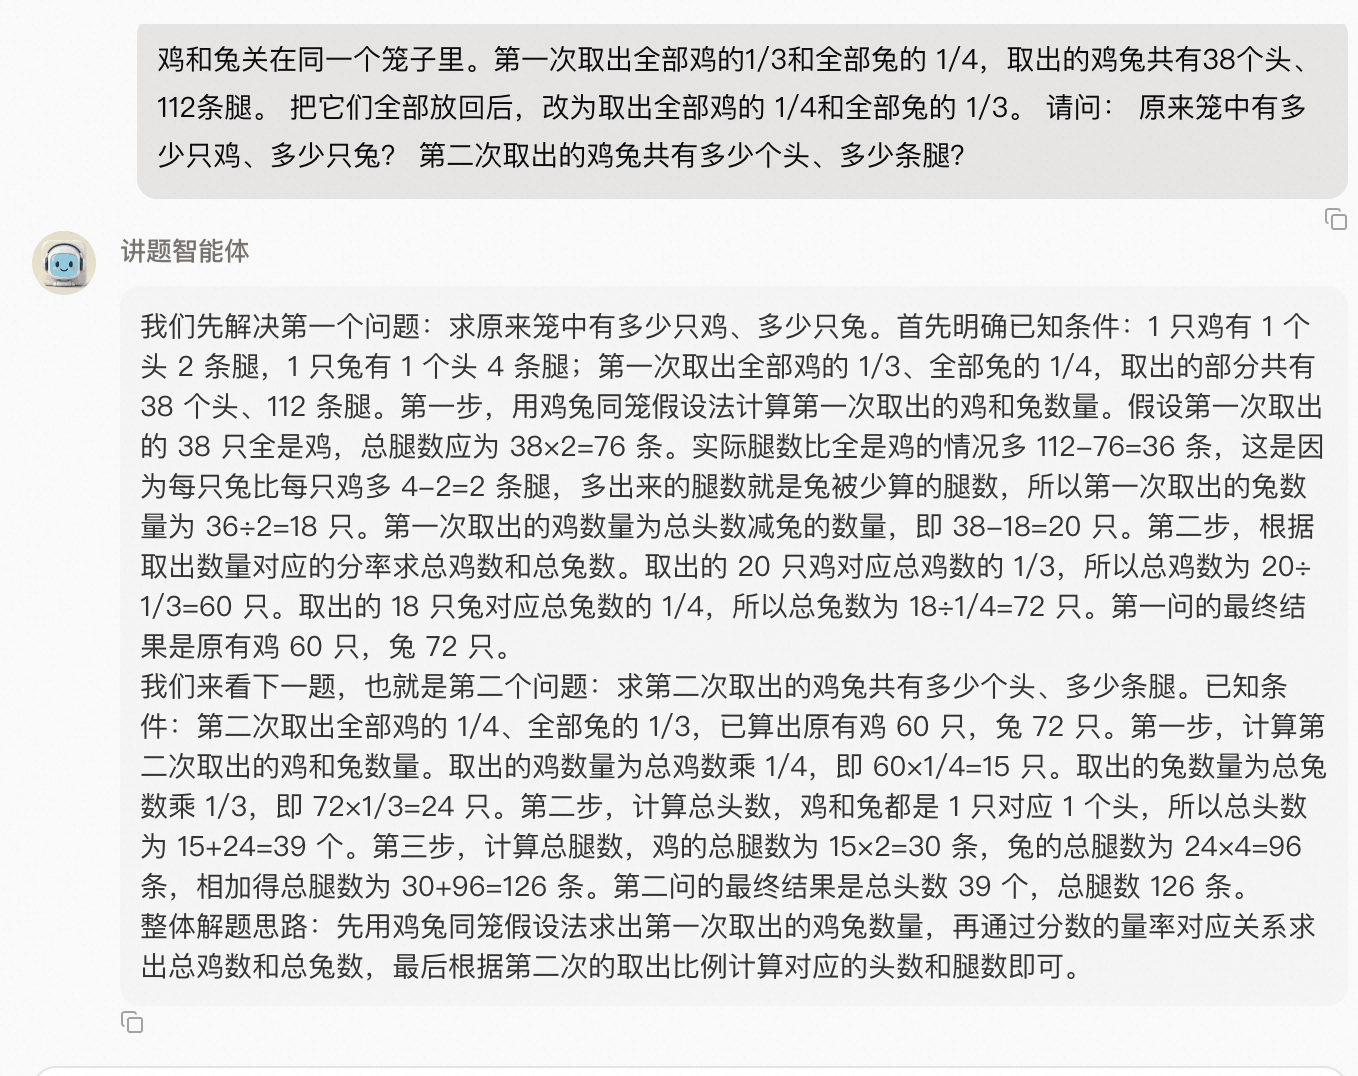 鸡和兔关在同一个笼子里。第一次取出全部鸡的1/3和全部兔的 1/4，取出的鸡兔共有38个头、
112条腿。 把它们全部放回后，改为取出全部鸡的 1/4和全部兔的 1/3。 请问： 原来笼中有多
少只鸡、多少只兔？ 第二次取出的鸡兔共有多少个头、多少条腿？
讲题智能体
我们先解决第一个问题：求原来笼中有多少只鸡、多少只兔。首先明确已知条件：1 只鸡有 1 个
头 2 条腿，1 只兔有 1 个头 4 条腿；第一次取出全部鸡的 1/3、全部兔的 1/4，取出的部分共有
38 个头、112 条腿。第一步，用鸡兔同笼假设法计算第一次取出的鸡和兔数量。假设第一次取出
的 38 只全是鸡，总腿数应为 38×2=76 条。实际腿数比全是鸡的情况多 112−76=36 条，这是因
为每只兔比每只鸡多 4−2=2 条腿，多出来的腿数就是兔被少算的腿数，所以第一次取出的兔数
量为 36÷2=18 只。第一次取出的鸡数量为总头数减兔的数量，即 38−18=20 只。第二步，根据
取出数量对应的分率求总鸡数和总兔数。取出的 20 只鸡对应总鸡数的 1/3，所以总鸡数为 20÷
1/3=60 只。取出的 18 只兔对应总兔数的 1/4，所以总兔数为 18÷1/4=72 只。第一问的最终结
果是原有鸡 60 只，兔 72 只。
我们来看下一题，也就是第二个问题：求第二次取出的鸡兔共有多少个头、多少条腿。已知条
件：第二次取出全部鸡的 1/4、全部兔的 1/3，已算出原有鸡 60 只，兔 72 只。第一步，计算第
二次取出的鸡和兔数量。取出的鸡数量为总鸡数乘 1/4，即 60×1/4=15 只。取出的兔数量为总兔
数乘 1/3，即 72×1/3=24 只。第二步，计算总头数，鸡和兔都是 1 只对应 1 个头，所以总头数
为 15+24=39 个。第三步，计算总腿数，鸡的总腿数为 15×2=30 条，兔的总腿数为 24×4=96
条，相加得总腿数为 30+96=126 条。第二问的最终结果是总头数 39 个，总腿数 126 条。
整体解题思路：先用鸡兔同笼假设法求出第一次取出的鸡兔数量，再通过分数的量率对应关系求
出总鸡数和总兔数，最后根据第二次的取出比例计算对应的头数和腿数即可。